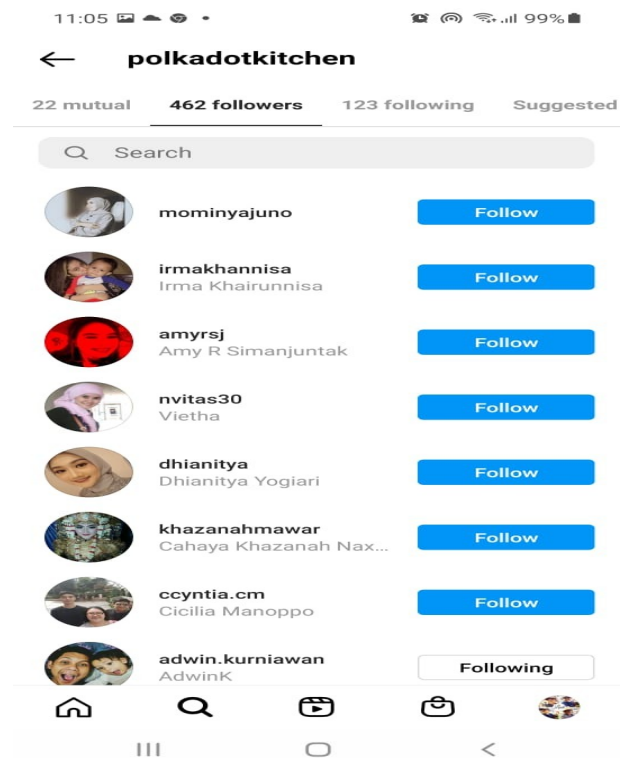 11:05
99%
polkadotkitchen
22 mutual 462 followers 123 following Suggested
Search
mominyajuno Follow
irmakhannisa
Irma Khairunnisa Follow
amyrsj
Amy R Simanjuntak Follow
nvitas30
Vietha Follow
dhianitya
Dhianitya Yogiari Follow
khazanahmawar
Cahaya Khazanah Nax... Follow
ccyntia.cm
Cicilia Manoppo Follow
adwin.kurniawan
AdwinK Following